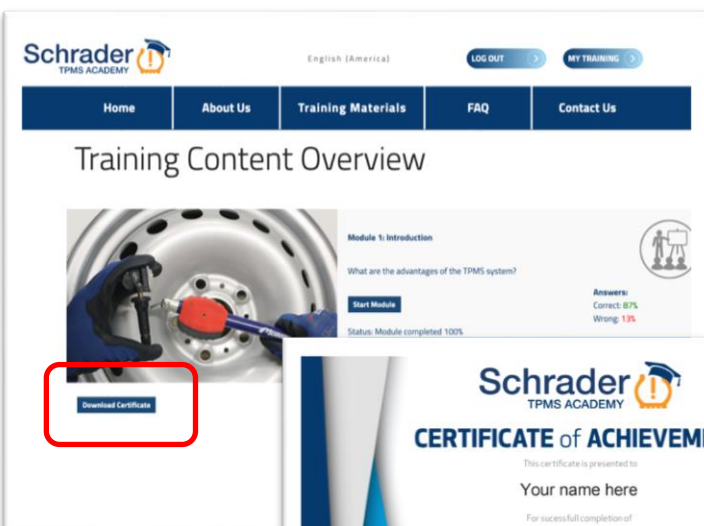 Schrader
TPMS ACADEMY
English (America)
LOG OUT
MY TRAINING
Home
About Us
Training Materials
FAQ
Contact Us
Training Content Overview
Module 1: Introduction
What are the advantages of the TPMS system?
Start Module
Answers:
Correct: 87%
Wrong: 13%
Status: Module completed 100%
Download Certificate
Schrader
TPMS ACADEMY
CERTIFICATE of ACHIEVEM
This certificate is presented to
Your name here
For sucessfull completion of